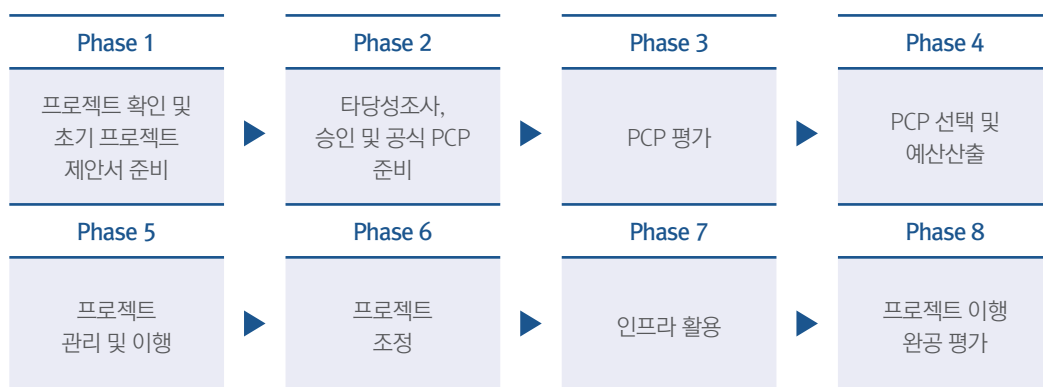 Phase 1
프로젝트 확인 및
초기 프로젝트
제안서 준비
Phase 2
타당성조사,
승인 및 공식 PCP
준비
Phase 3
PCP 평가
Phase 4
PCP 선택 및
예산산출
Phase 5
프로젝트
관리 및 이행
Phase 6
프로젝트
조정
Phase 7
인프라 활용
Phase 8
프로젝트 이행
완공 평가